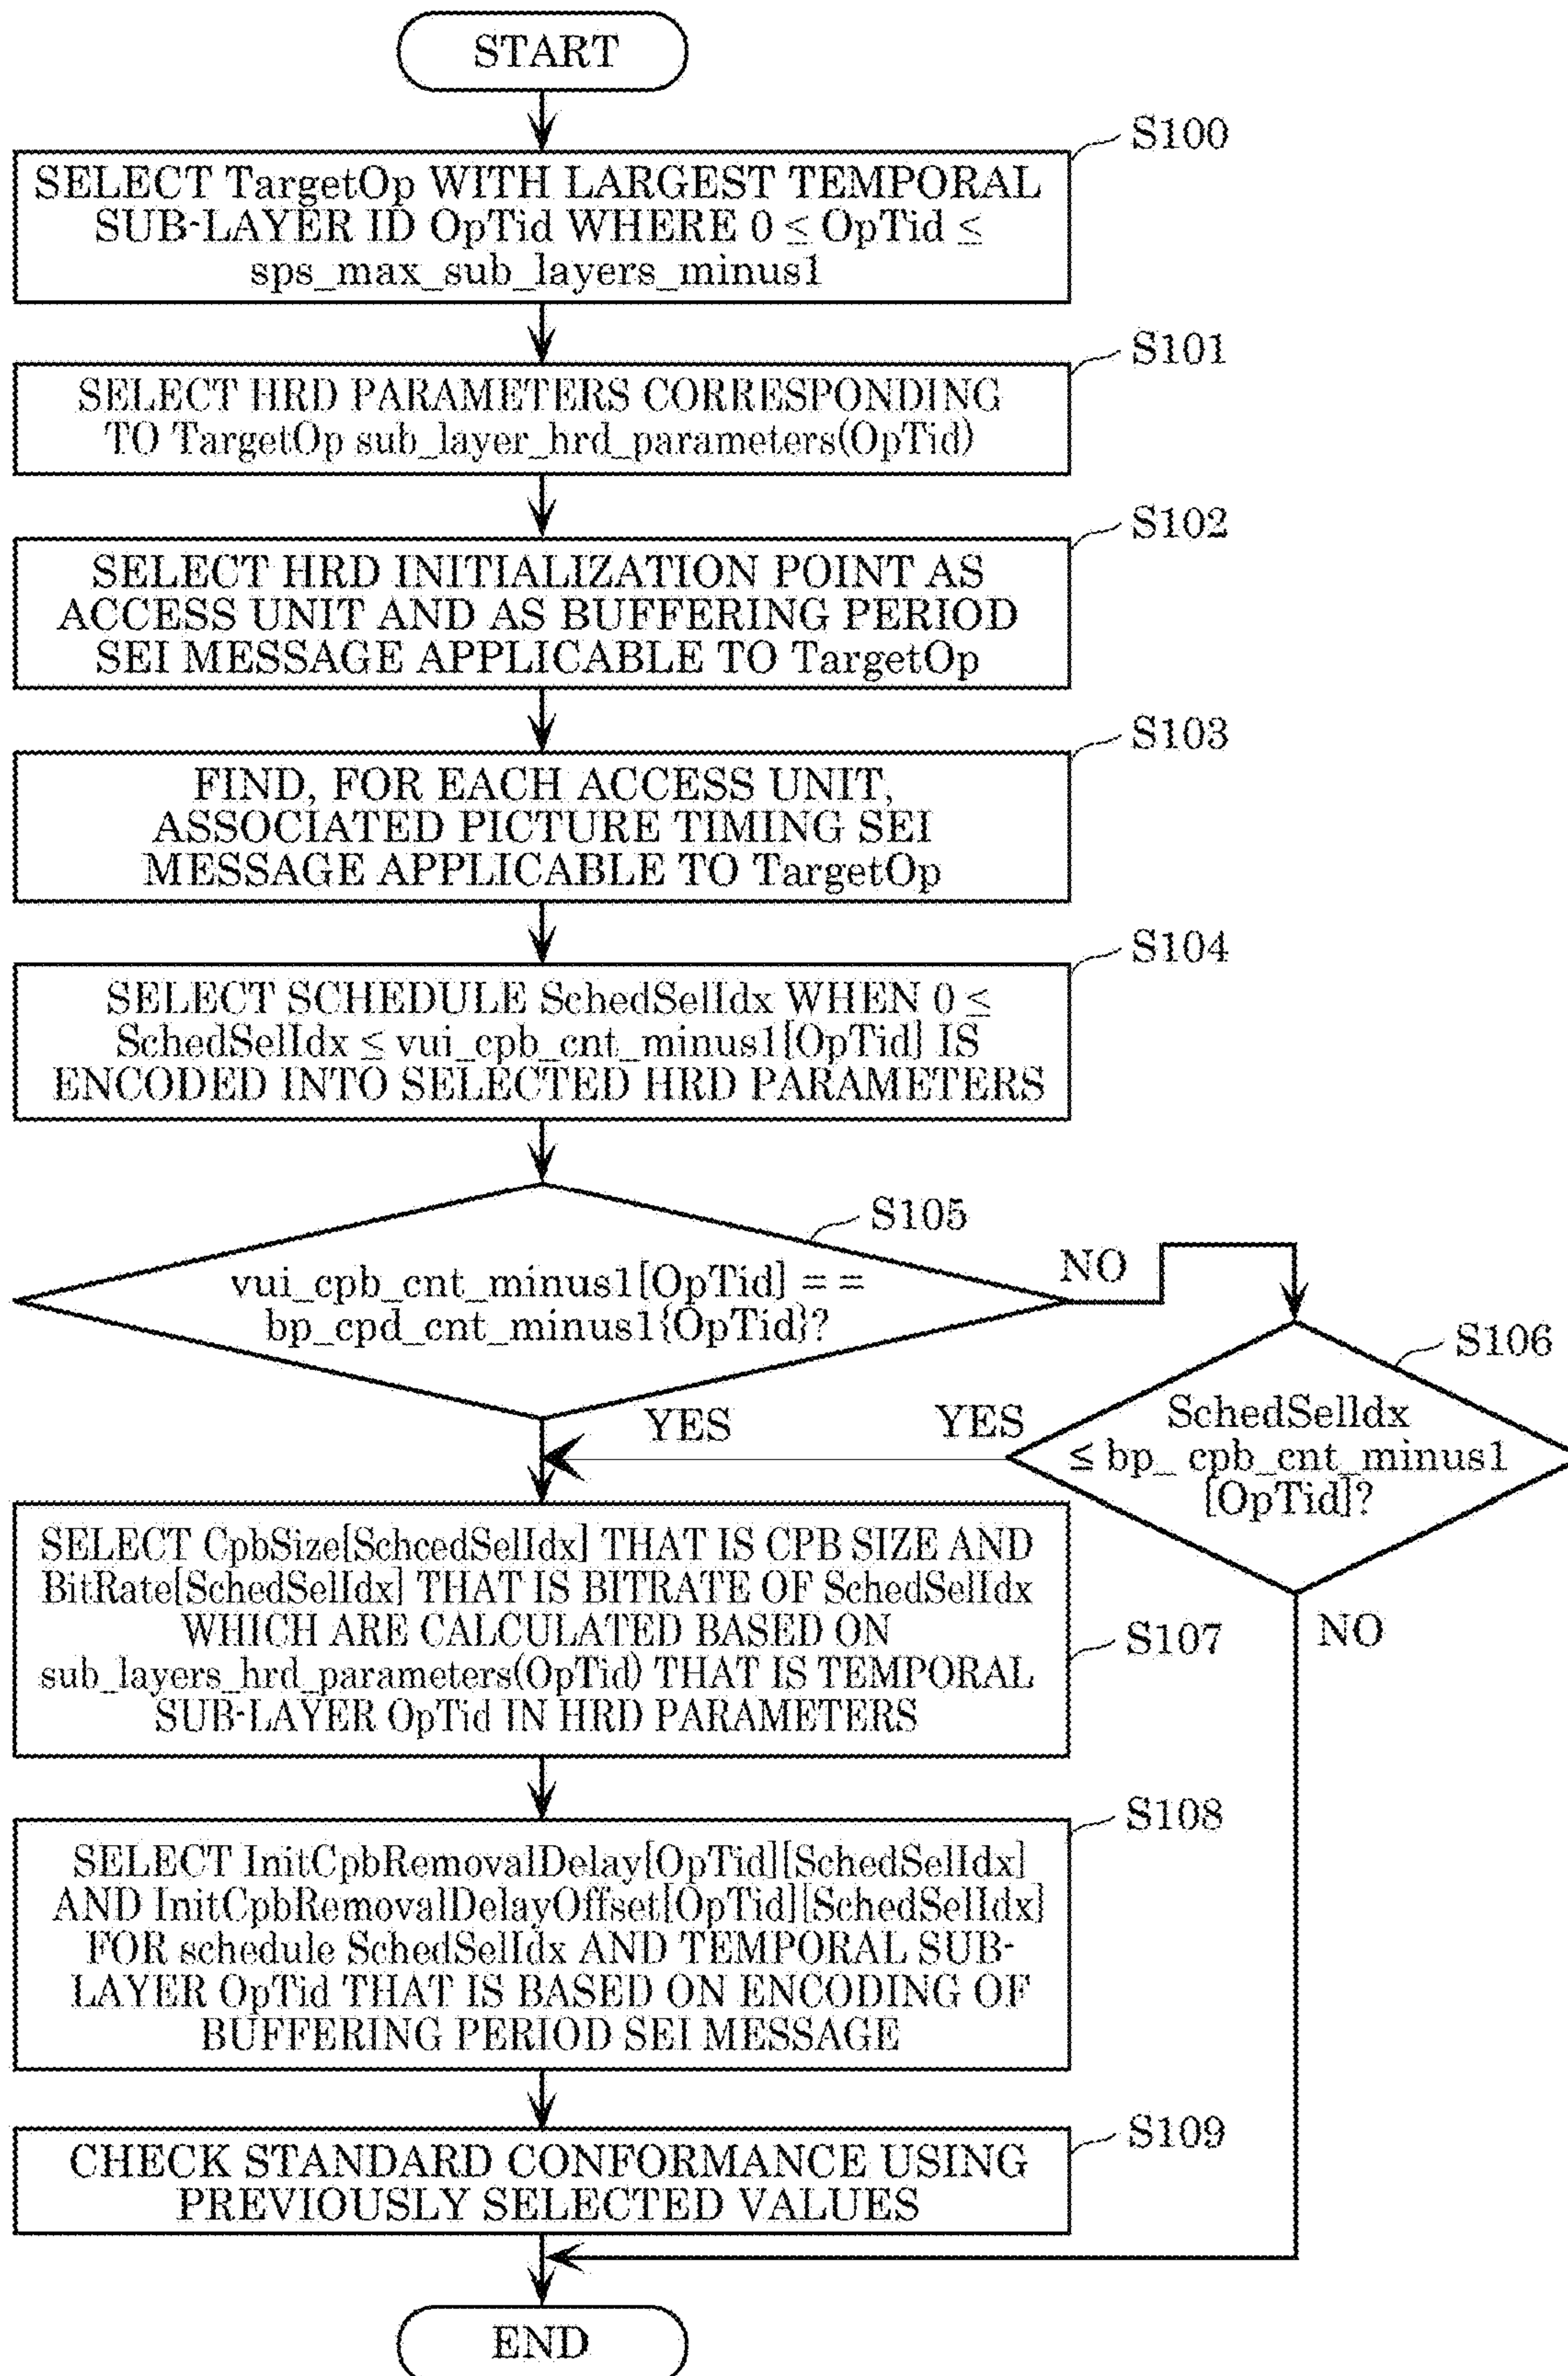 START
S100
SELECT TargetOp WITH LARGEST TEMPORAL
SUB-LAYER ID OpTid WHERE 0 ≤ OpTid ≤
sps_max_sub_layers_minus1
S101
SELECT HRD PARAMETERS CORRESPONDING
TO TargetOp sub_layer_hrd_parameters(OpTid)
S102
SELECT HRD INITIALIZATION POINT AS
ACCESS UNIT AND AS BUFFERING PERIOD
SEI MESSAGE APPLICABLE TO TargetOp
S103
FIND, FOR EACH ACCESS UNIT,
ASSOCIATED PICTURE TIMING SEI
MESSAGE APPLICABLE TO TargetOp
S104
SELECT SCHEDULE SchedSelIdx WHEN 0 ≤
SchedSelIdx ≤ vui_cpb_cnt_minus1[OpTid] IS
ENCODED INTO SELECTED HRD PARAMETERS
S105
vui_cpb_cnt_minus1[OpTid] = =
bp_cpd_cnt_minus1{OpTid}?
NO
YES
S106
SchedSelIdx
≤ bp_ cpb_cnt_minus1
[OpTid]?
YES
NO
SELECT CpbSize[SchcedSelIdx] THAT IS CPB SIZE AND
BitRate[SchedSelIdx] THAT IS BITRATE OF SchedSelIdx
WHICH ARE CALCULATED BASED ON
sub_layers_hrd_parameters(OpTid) THAT IS TEMPORAL
SUB-LAYER OpTid IN HRD PARAMETERS
S107
S108
SELECT InitCpbRemovalDelay[OpTid][SchedSelIdx]
AND InitCpbRemovalDelayOffset[OpTid][SchedSelIdx]
FOR schedule SchedSelIdx AND TEMPORAL SUB-
LAYER OpTid THAT IS BASED ON ENCODING OF
BUFFERING PERIOD SEI MESSAGE
S109
CHECK STANDARD CONFORMANCE USING
PREVIOUSLY SELECTED VALUES
END